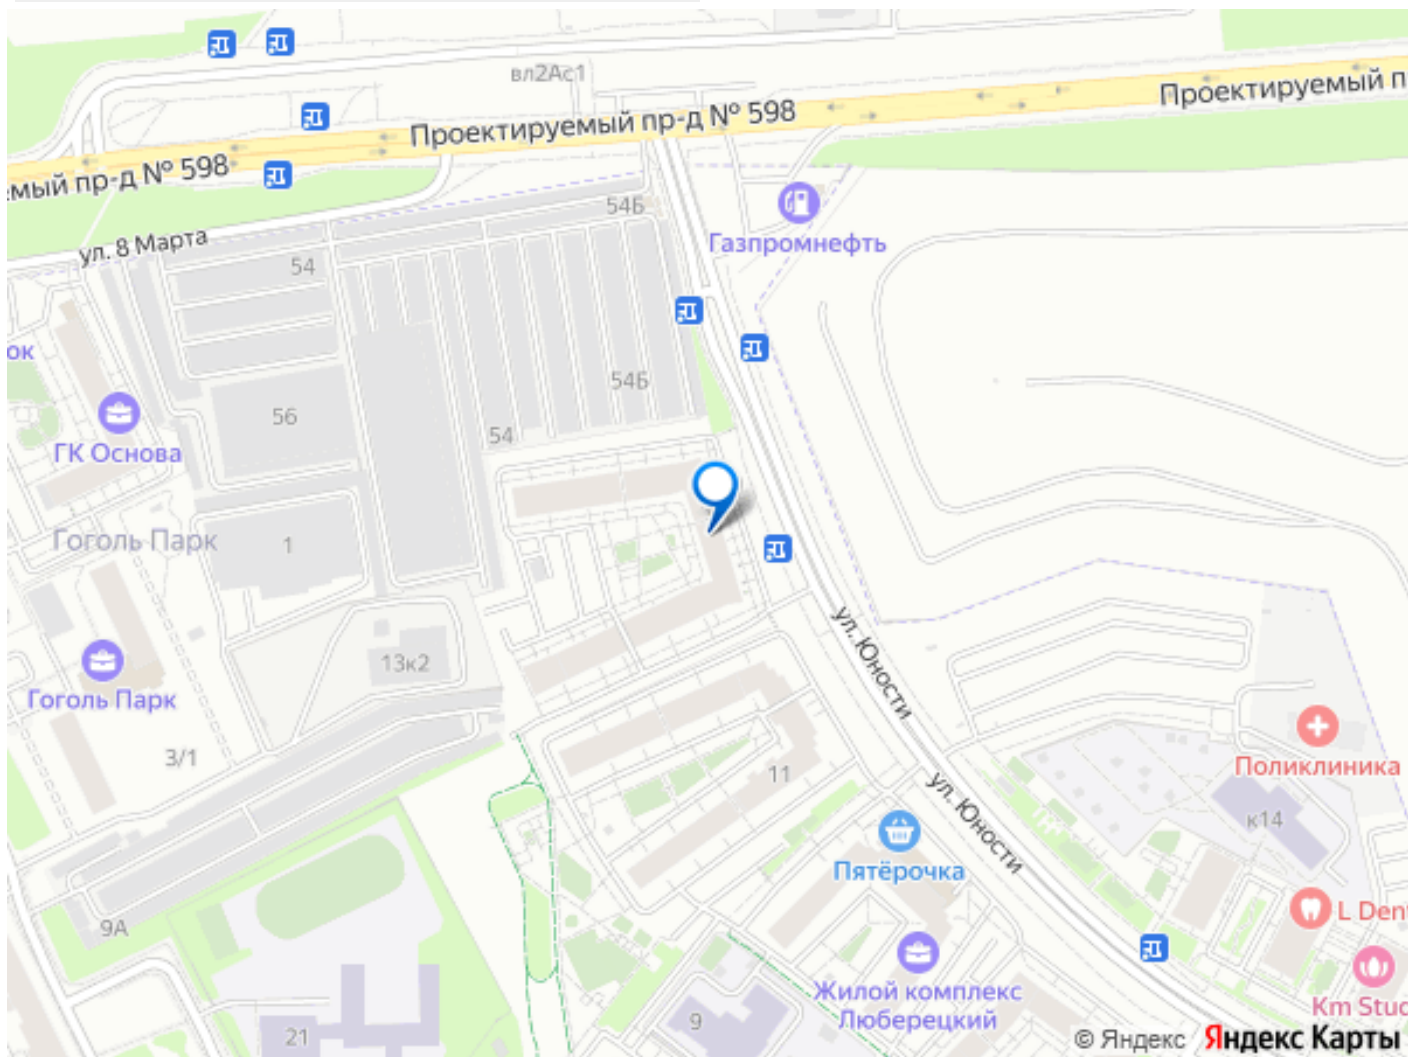 вл2Ас1
Проектируемый п
Проектируемый пр-д № 598
емый пр-д № 598
54Б
ул. 8 Марта
Газпромнефть
54
ок
54Б
56
54
ГК Основа
Гоголь Парк
1
ул. Юности
13к2
Гоголь Парк
3/1
11
Поликлиника
ул. Юности
к14
Пятёрочка
L Dent
9А
Жилой комплекс
Люберецкий
Km Stud
9
21
© Яндекс Яндекс Карты